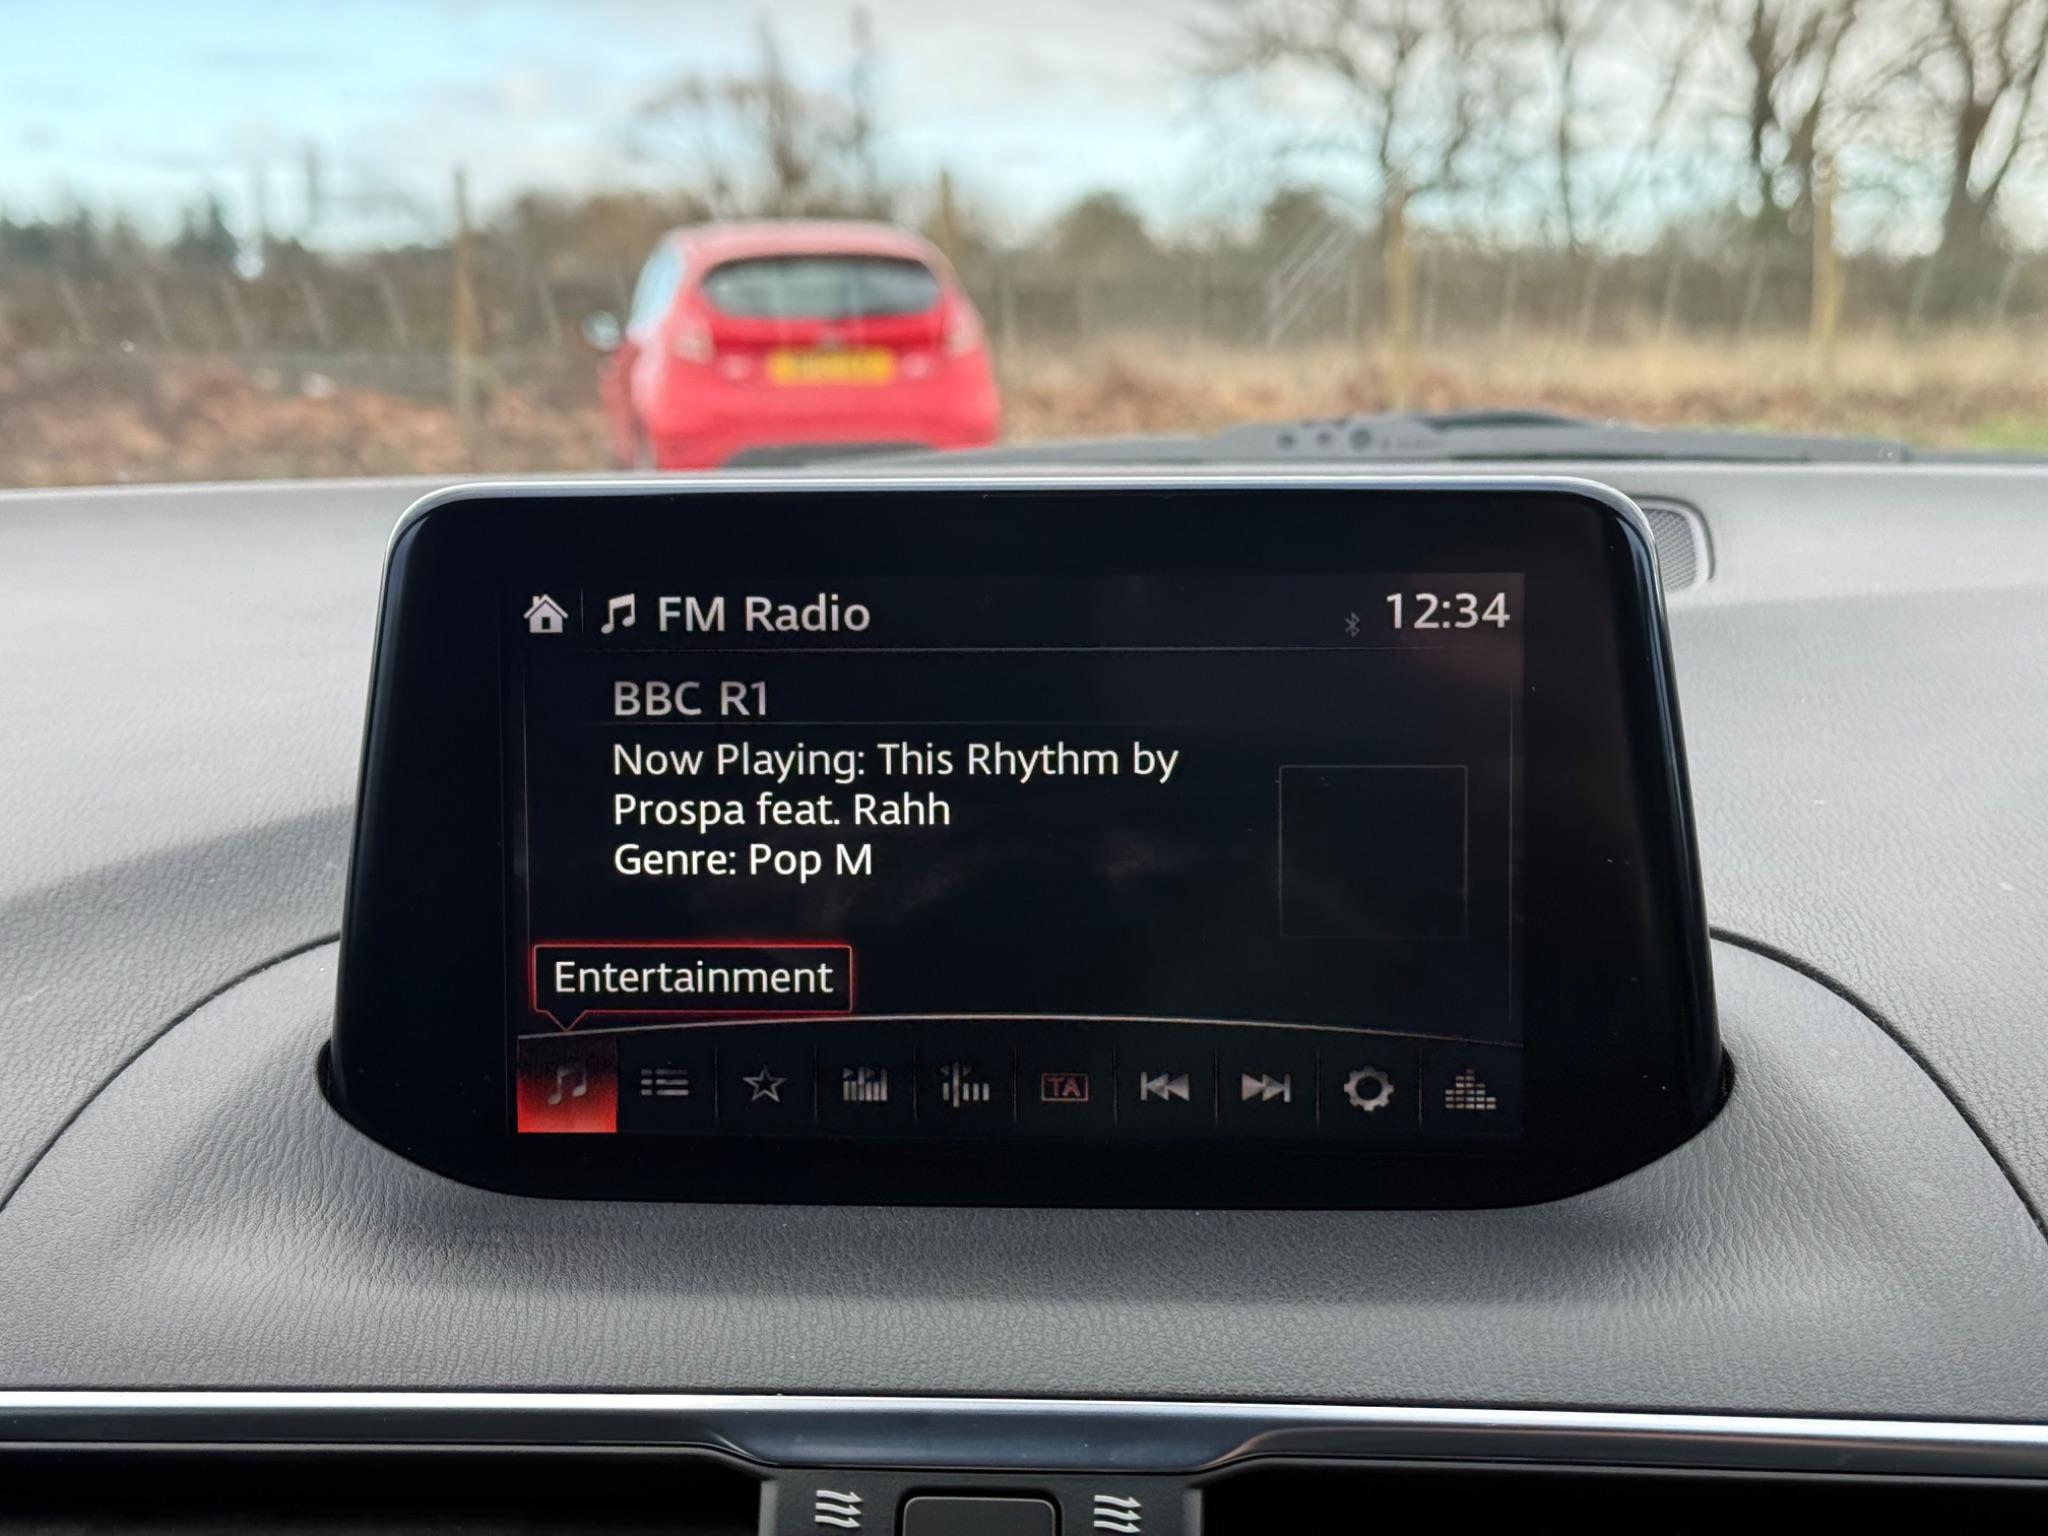 FM Radio
12:34
BBC R1
Now Playing: This Rhythm by
Prospa feat. Rahh
Genre: Pop M
Entertainment
TA